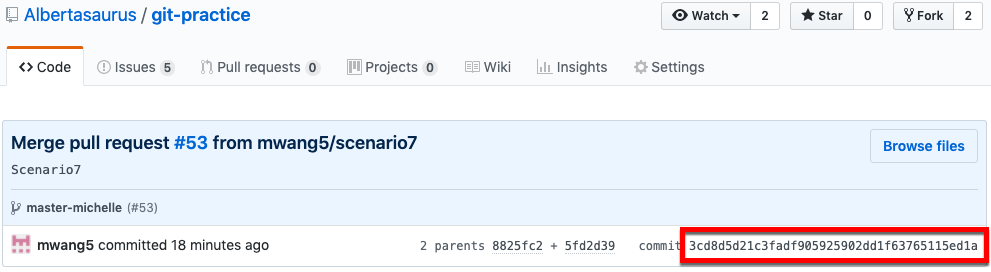 Albertasaurus / git-practice
Watch 2 Star 0 Fork 2
Code Issues 5 Pull requests 0 Projects 0 Wiki Insights Settings
Merge pull request #53 from mwang5/scenario7
Browse files
Scenario7
master-michelle (#53)
mwang5 committed 18 minutes ago 2 parents 8825fc2 + 5fd2d39 commit 3cd8d5d21c3fadf905925902dd1f63765115ed1a